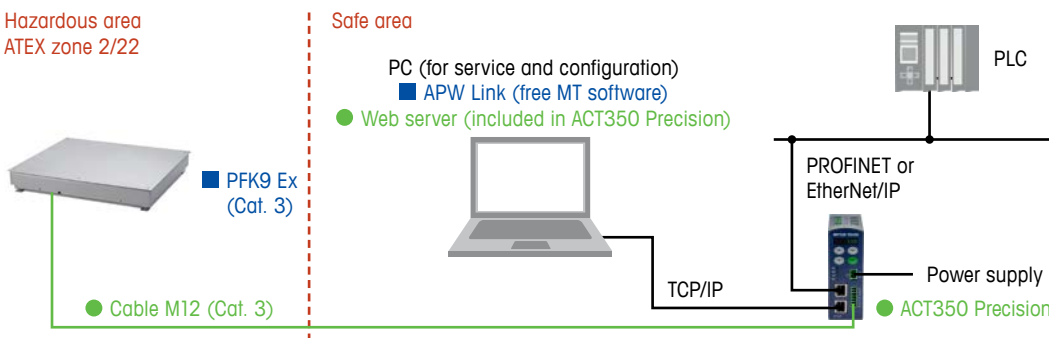 Hazardous area
ATEX zone 2/22
Safe area
PC (for service and configuration)
APW Link (free MT software)
Web server (included in ACT350 Precision)
PLC
PFK9 Ex
(Cat. 3)
PROFINET or
EtherNet/IP
Cable M12 (Cat. 3)
TCP/IP
Power supply
ACT350 Precision